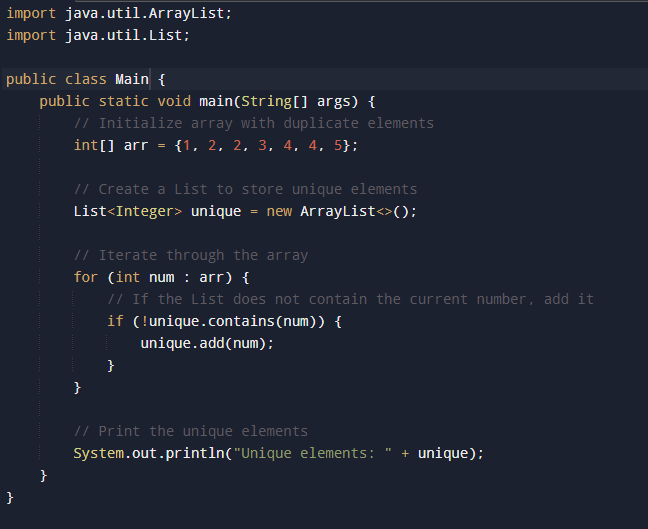 import java.util.ArrayList;
import java.util.List;
public class Main {
    public static void main(String[] args) {
        // Initialize array with duplicate elements
        int[] arr = {1, 2, 2, 3, 4, 4, 5};
        // Create a List to store unique elements
        List<Integer> unique = new ArrayList<>();
        // Iterate through the array
        for (int num : arr) {
            // If the List does not contain the current number, add it
            if (!unique.contains(num)) {
                unique.add(num);
            }
        }
        // Print the unique elements
        System.out.println("Unique elements: " + unique);
    }
}